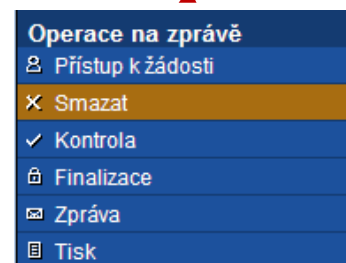 Operace na zprávě
Přístup k žádosti
Smazat
Kontrola
Finalizace
Zpráva
Tisk